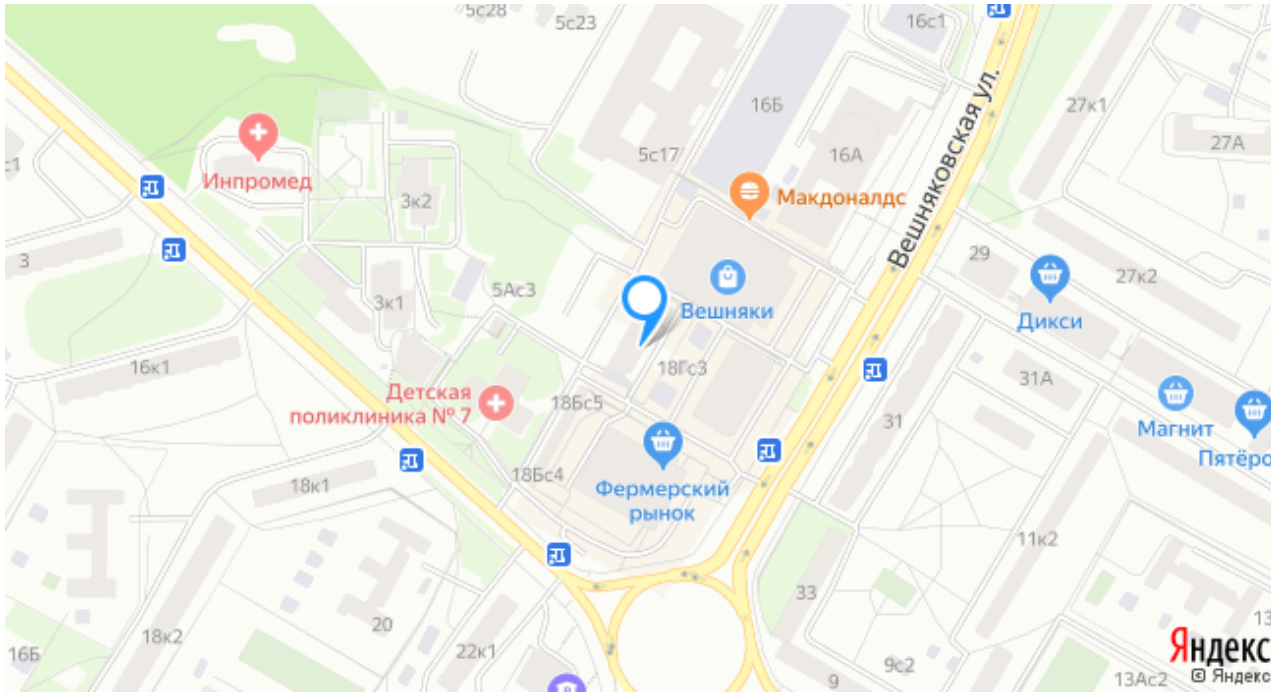 5с28
5с23
16с1
Вешняковская ул.
27к1
27А
16Б
5с17
16А
с1
Инпромед
3к2
Макдоналдс
3
29
27к2
3к1
5Ас3
Вешняки
Дикси
16к1
18Гс3
31А
Детская
поликлиника № 7
18Бс5
31
Магнит
Пятёро
18Бс4
18к1
Фермерский
рынок
11к2
33
13
20
18к2
16Б
22к1
9с2
9
13Ас2
Яндекс
© Яндекс